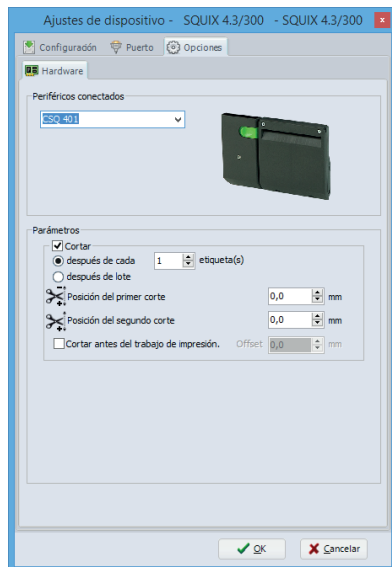 Ajustes de dispositivo -   SQUIX 4.3/300   - SQUIX 4.3/300
Configuración Puerto Opciones
Hardware
Periféricos conectados
CSQ 401
Parámetros
Cortar
después de cada 1 etiqueta(s)
después de lote
Posición del primer corte 0,0 mm
Posición del segundo corte 0,0 mm
Cortar antes del trabajo de impresión. Offset 0,0 mm
OK Cancelar